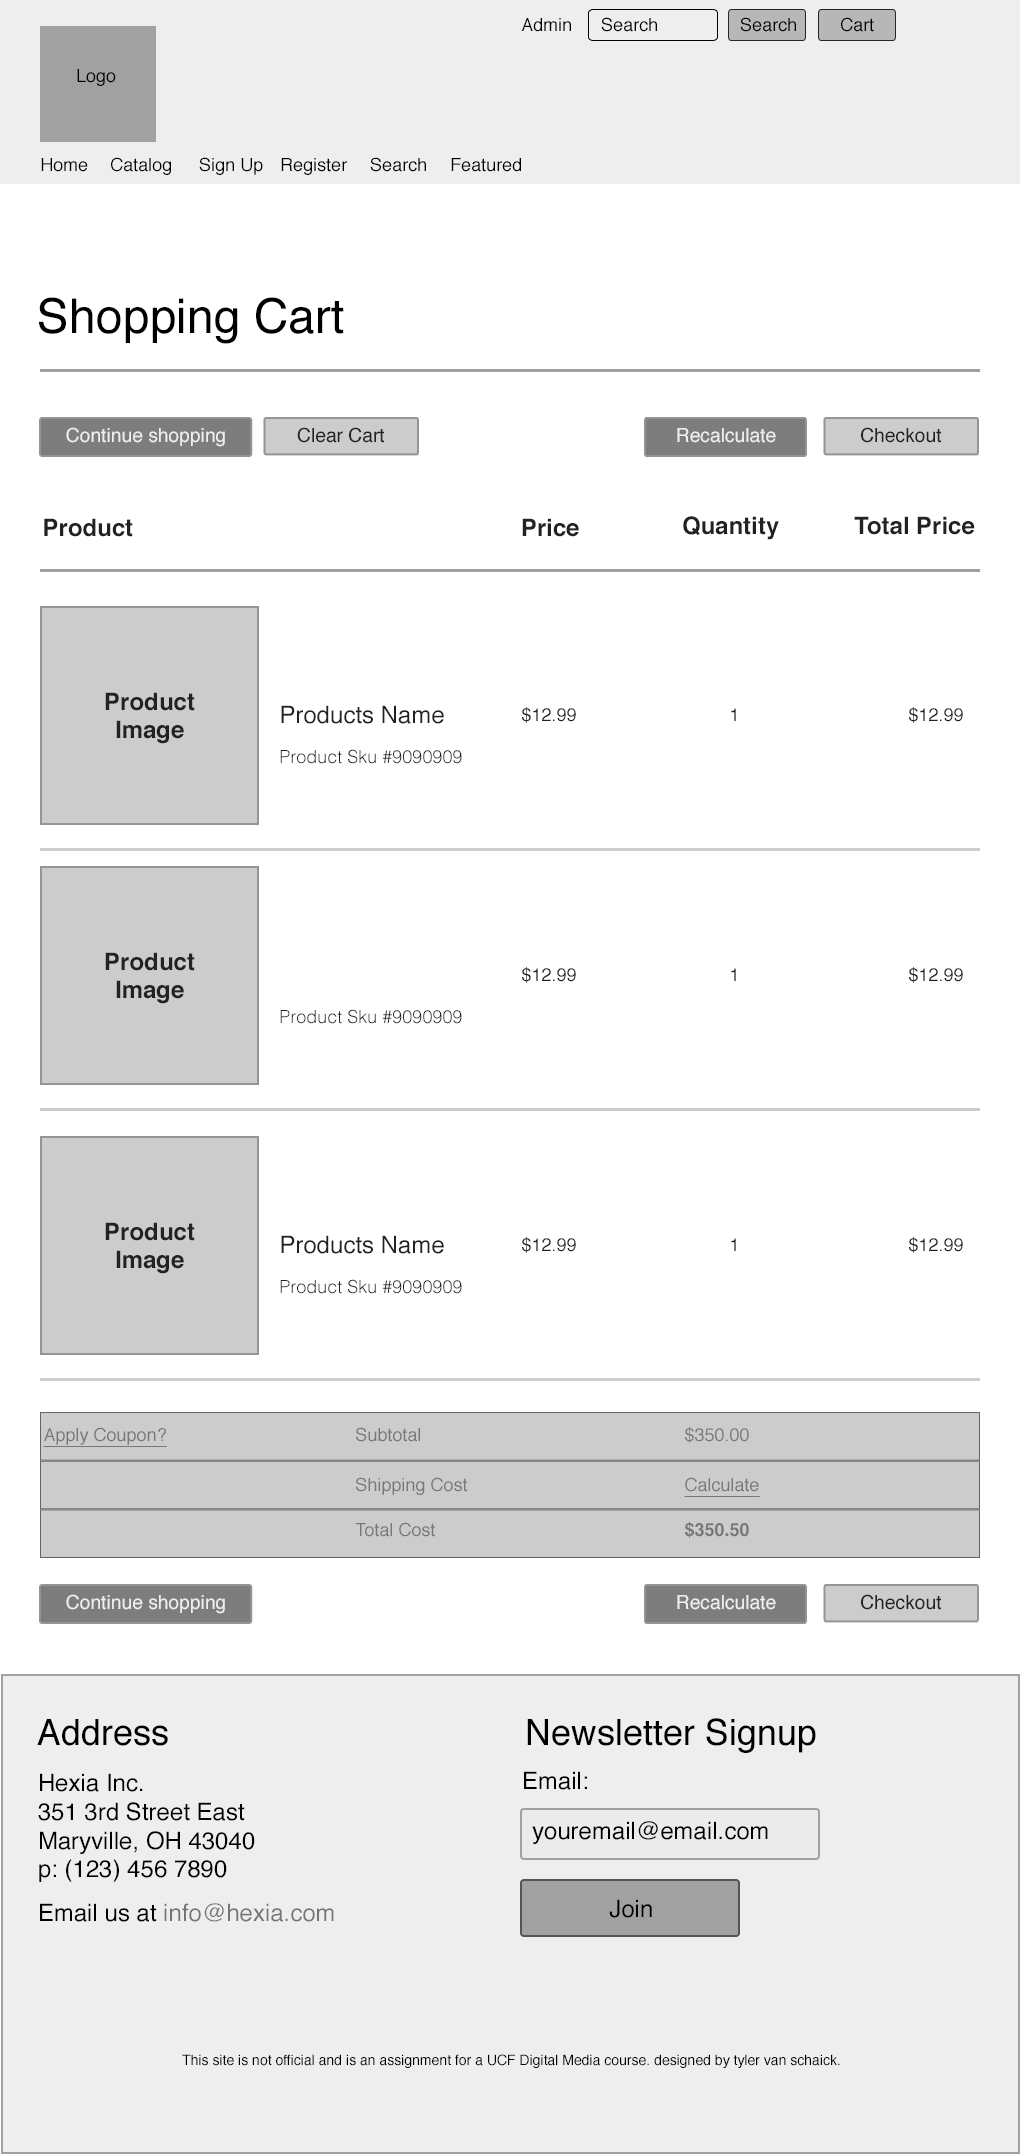 Admin Search Search Cart
Logo
Home Catalog Sign Up Register Search Featured
Shopping Cart
Continue shopping Clear Cart Recalculate Checkout
Product Price Quantity Total Price
Product
Image
Products Name $12.99 1 $12.99
Product Sku #9090909
Product
Image
$12.99 1 $12.99
Product Sku #9090909
Product
Image
Products Name $12.99 1 $12.99
Product Sku #9090909
Apply Coupon? Subtotal $350.00
Shipping Cost Calculate
Total Cost $350.50
Continue shopping Recalculate Checkout
Address
Hexia Inc.
351 3rd Street East
Maryville, OH 43040
p: (123) 456 7890
Email us at info@hexia.com
Newsletter Signup
Email:
youremail@email.com
Join
This site is not official and is an assignment for a UCF Digital Media course. designed by tyler van schaick.